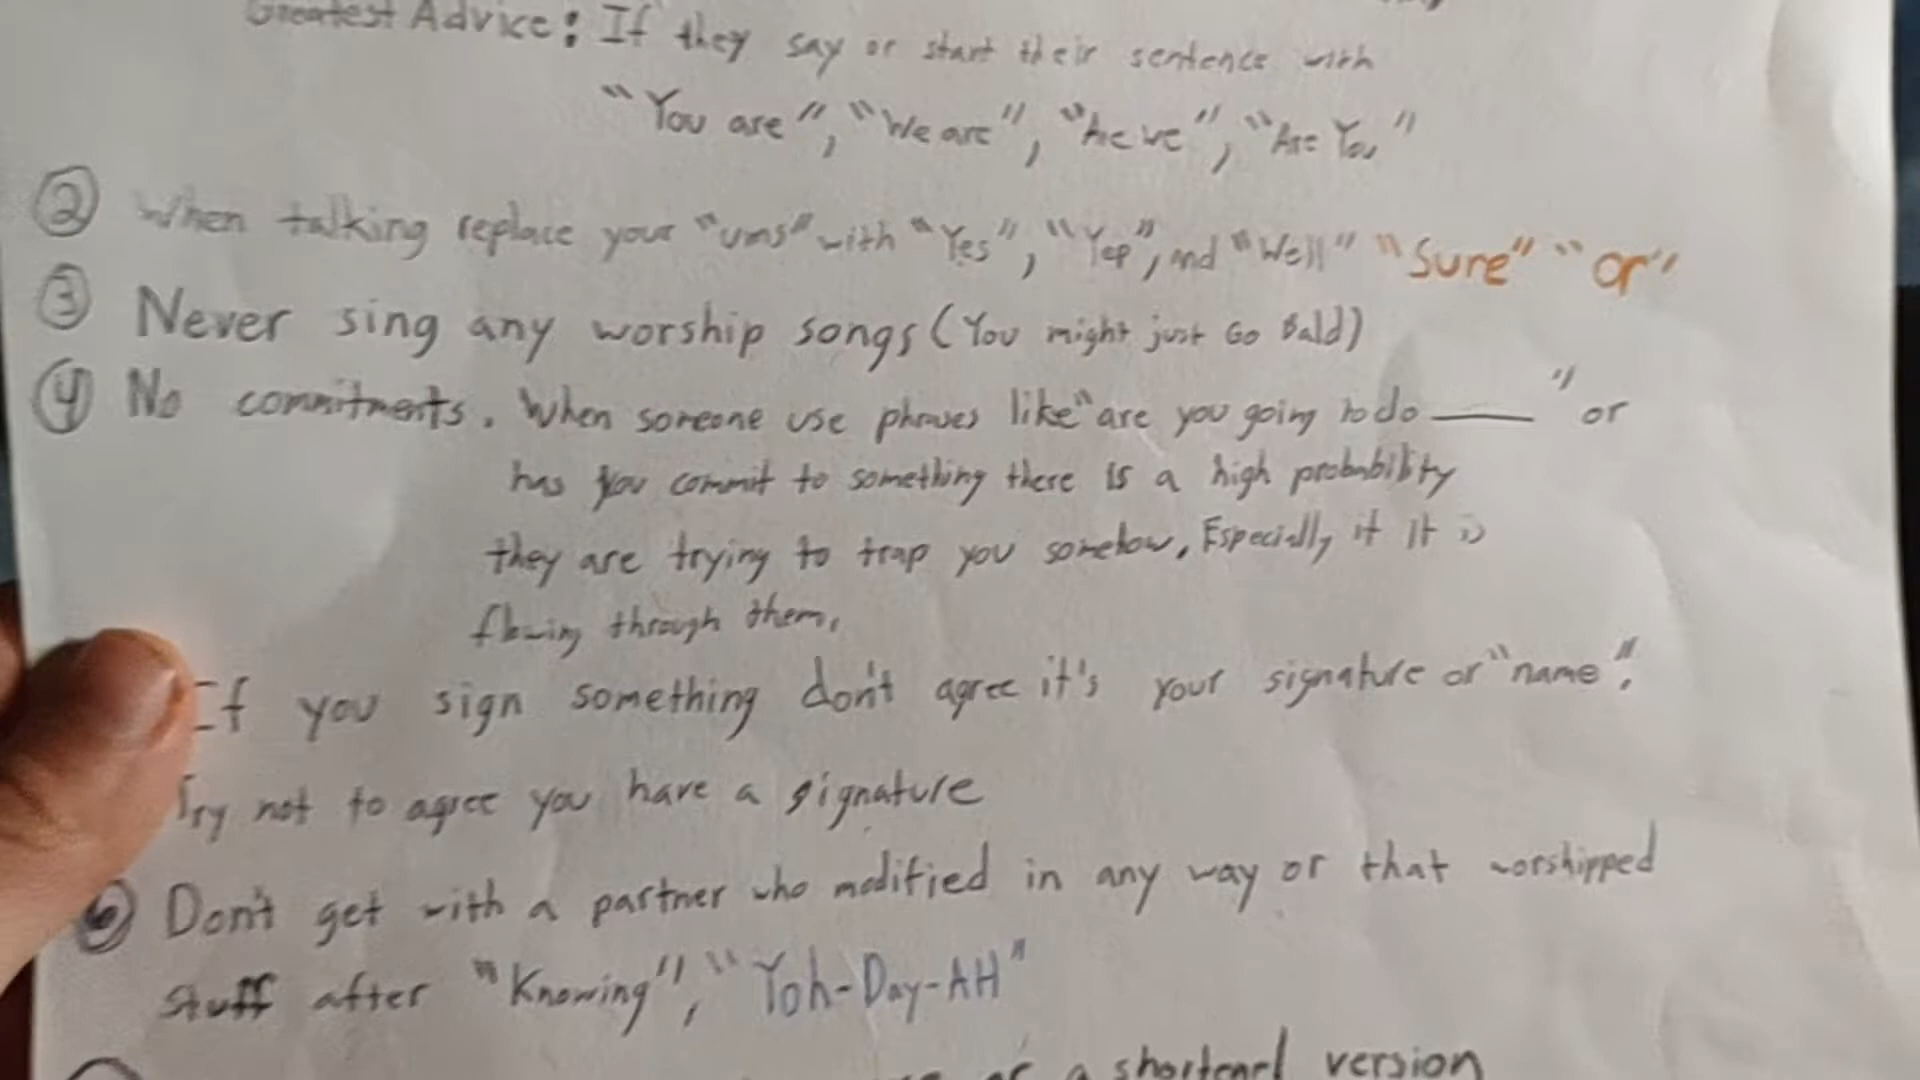 Greatest Advice: If they say or start their sentence with
"You are", "We are", "Are we", "Are You"
② When talking replace your "ums" with "Yes", "Yep", and "Well" "Sure" "or"
③ Never sing any worship songs (You might just Go Bald)
④ No commitments. When someone use phrases like "are you going to do ____" or
has you commit to something there is a high probability
they are trying to trap you somehow. Especially if It is
flowing through them.
If you sign something don't agree it's your signature or "name".
Try not to agree you have a signature
⑥ Don't get with a partner who modified in any way or that worshipped
stuff after "Knowing", "Yoh-Day-AH"
or a shortened version